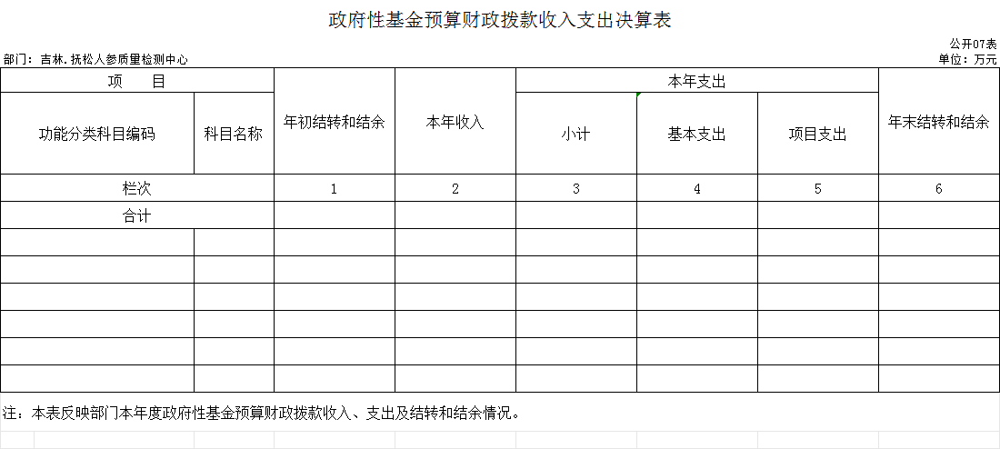 政府性基金预算财政拨款收入支出决算表
公开07表
部门：吉林.抚松人参质量检测中心 单位：万元
项 目 年初结转和结余 本年收入 本年支出 年末结转和结余
功能分类科目编码 科目名称 小计 基本支出 项目支出
栏次 1 2 3 4 5 6
合计
注：本表反映部门本年度政府性基金预算财政拨款收入、支出及结转和结余情况。